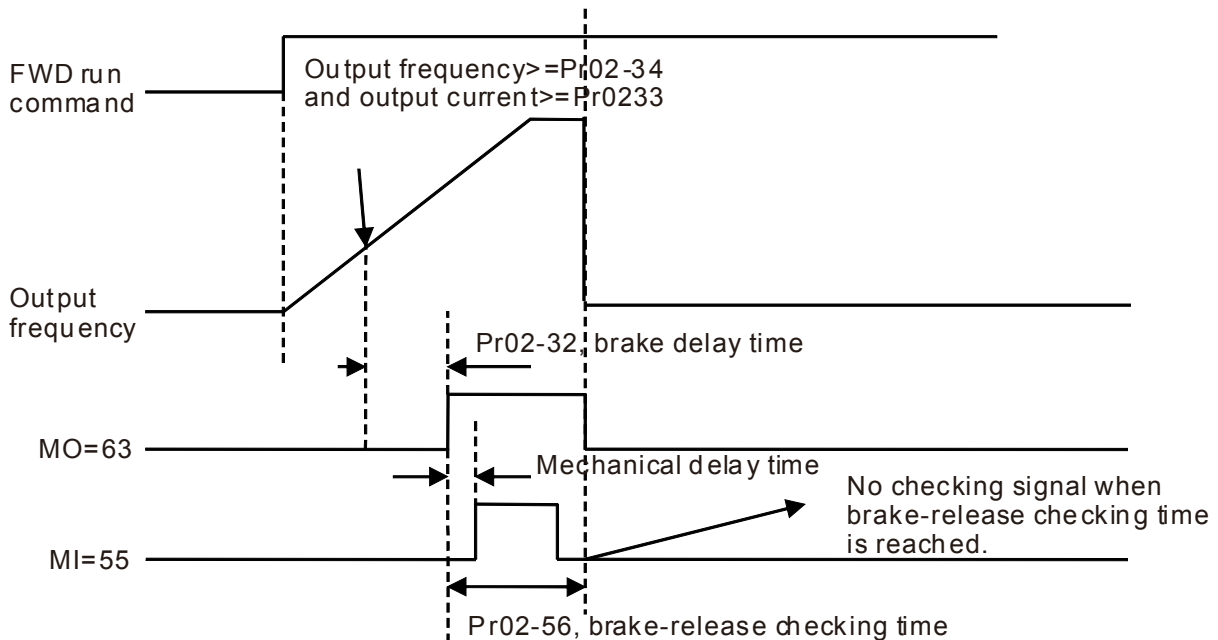 FWD run
command
Output frequency>=Pr02-34
and output current>=Pr0233
Output
frequency
Pr02-32, brake delay time
MO=63
Mechanical delay time
No checking signal when
brake-release checking time
is reached.
MI=55
Pr02-56, brake-release checking time